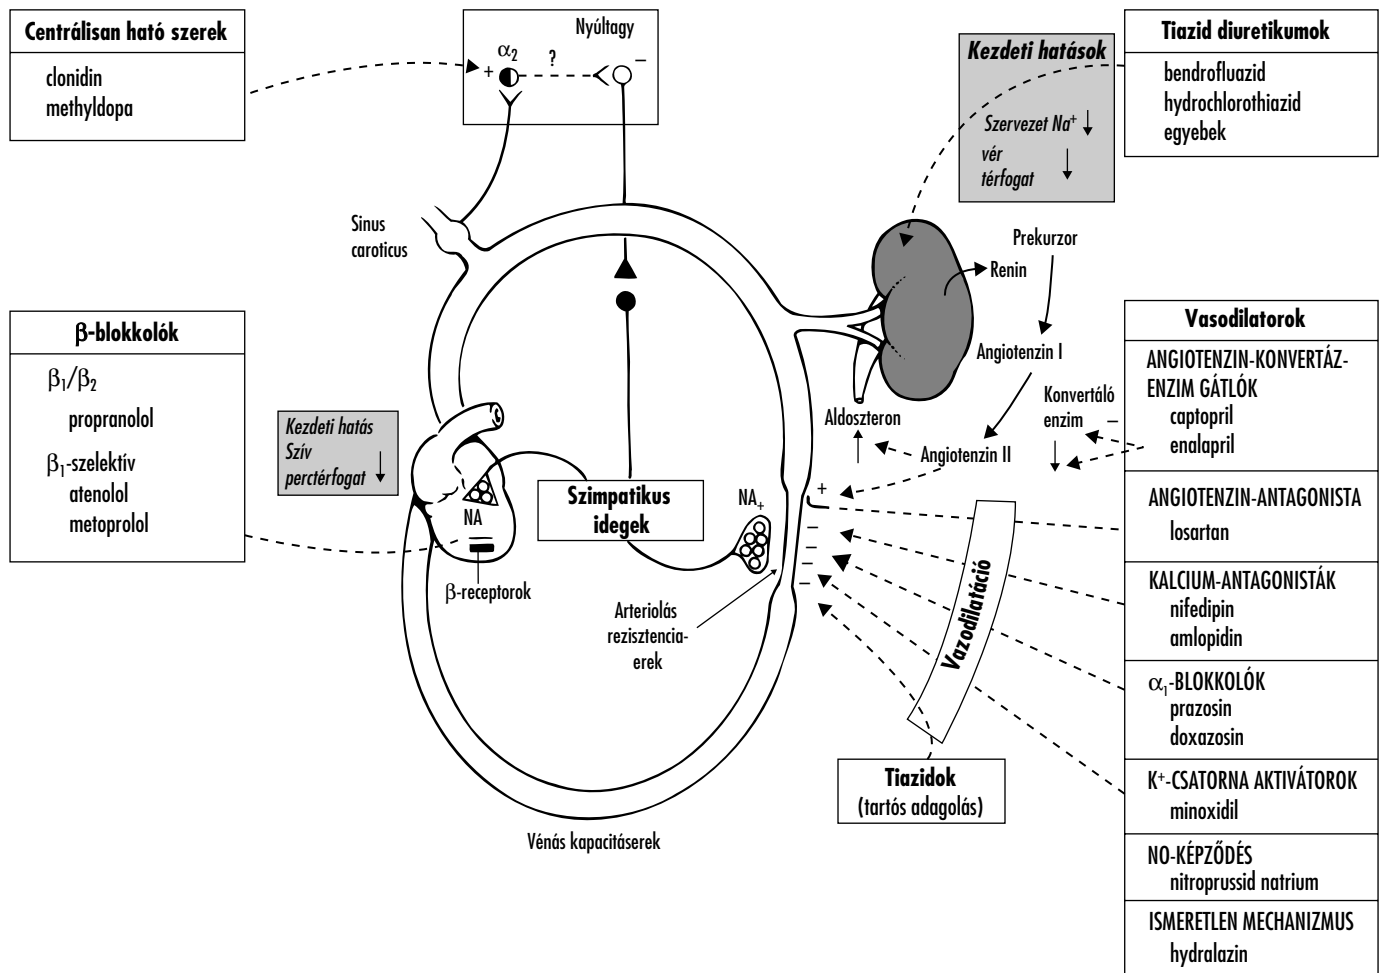 Centrálisan ható szerek
clonidin
methyldopa
Nyúltagy
α2
?
+
−
Kezdeti hatások
Szervezet Na+ ↓
vér
térfogat ↓
Tiazid diuretikumok
bendrofluazid
hydrochlorothiazid
egyebek
Sinus
caroticus
Prekurzor
Renin
Angiotenzin I
Konvertáló
enzim
−
↓
Aldoszteron
↑
Angiotenzin II
β-blokkolók
β1/β2
propranolol
β1-szelektív
atenolol
metoprolol
Kezdeti hatás
Szív
perctérfogat ↓
NA
−
β-receptorok
Szimpatikus
idegek
NA+
+
−
−
−
−
Arteriolás
rezisztencia-
erek
Vazodilatáció
Tiazidok
(tartós adagolás)
Vénás kapacitáserek
Vasodilatorok
ANGIOTENZIN-KONVERTÁZ-
ENZIM GÁTLÓK
captopril
enalapril
ANGIOTENZIN-ANTAGONISTA
losartan
KALCIUM-ANTAGONISTÁK
nifedipin
amlopidin
α1-BLOKKOLÓK
prazosin
doxazosin
K+-CSATORNA AKTIVÁTOROK
minoxidil
NO-KÉPZŐDÉS
nitroprussid natrium
ISMERETLEN MECHANIZMUS
hydralazin